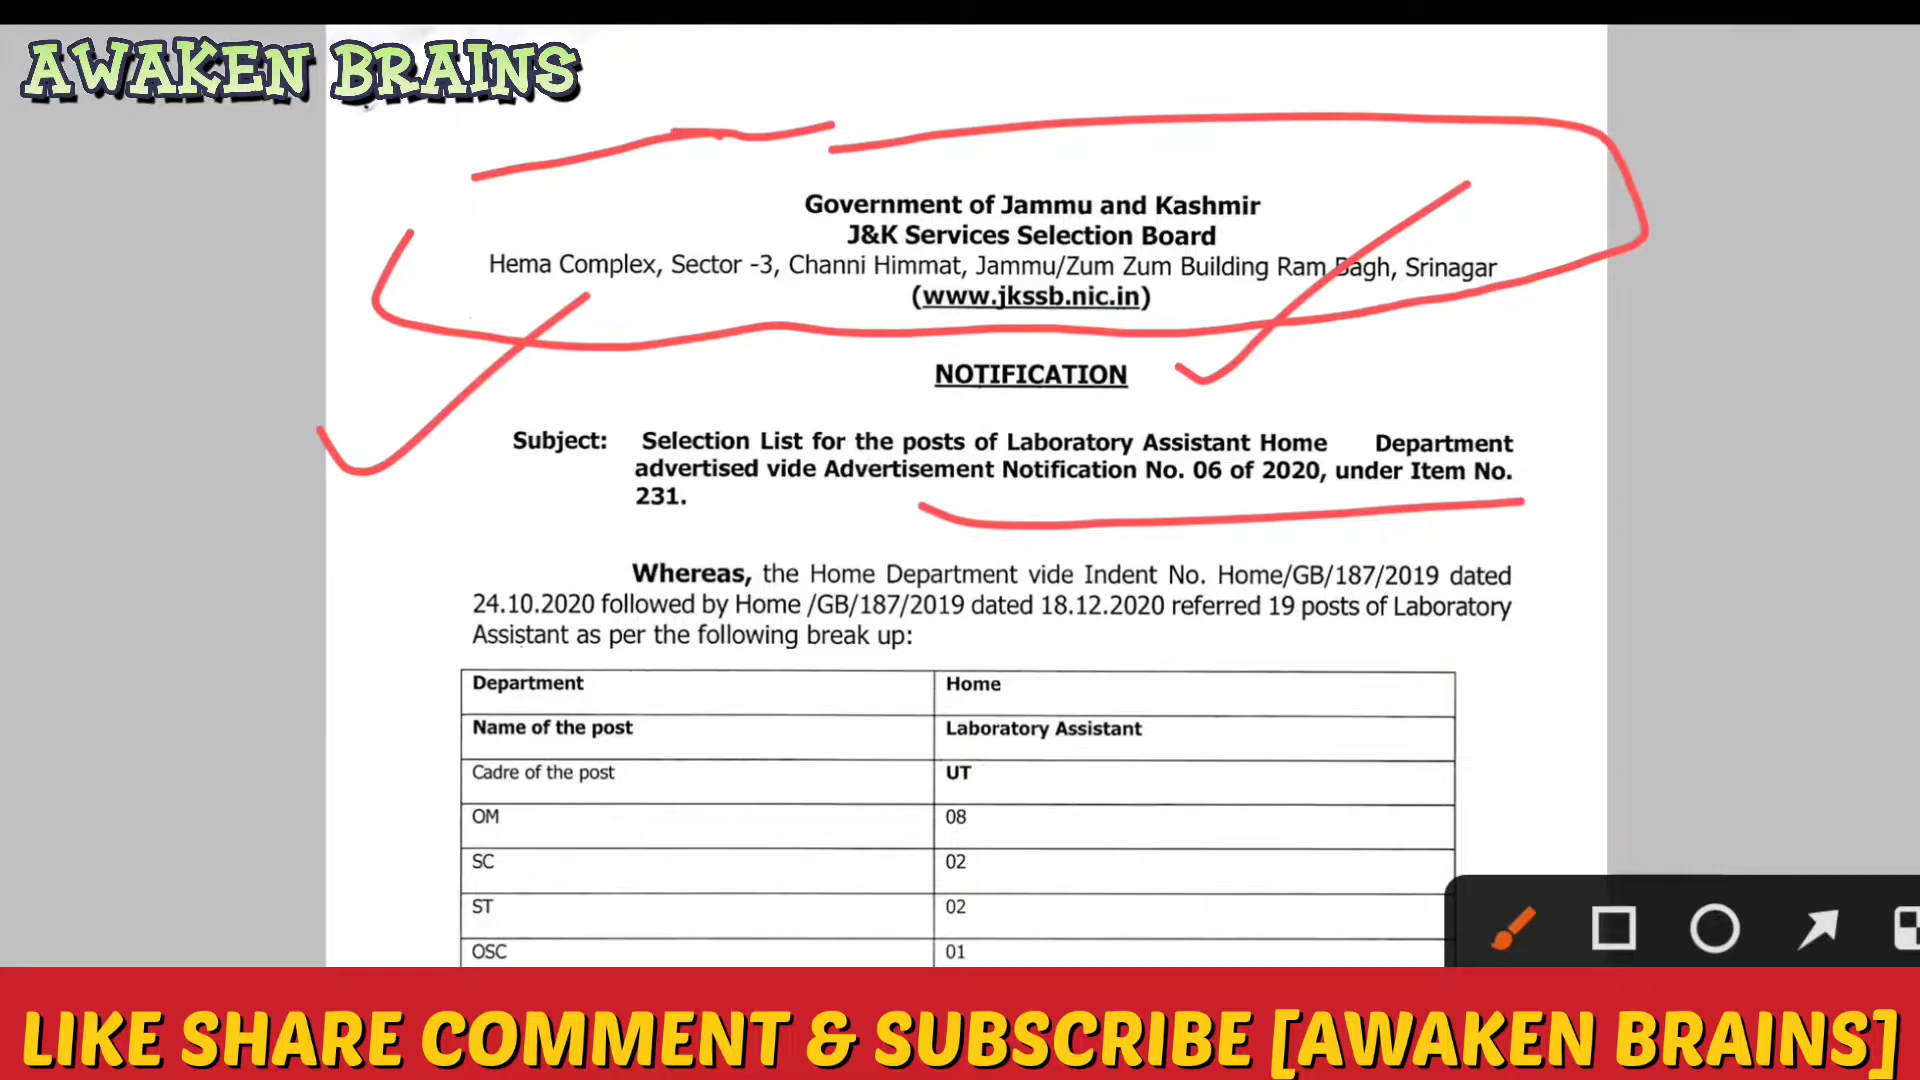 AWAKEN BRAINS
Government of Jammu and Kashmir
J&K Services Selection Board
Hema Complex, Sector -3, Channi Himmat, Jammu/Zum Zum Building Ram Bagh, Srinagar
(www.jkssb.nic.in)
NOTIFICATION
Subject: Selection List for the posts of Laboratory Assistant Home Department
advertised vide Advertisement Notification No. 06 of 2020, under Item No.
231.
Whereas, the Home Department vide Indent No. Home/GB/187/2019 dated
24.10.2020 followed by Home /GB/187/2019 dated 18.12.2020 referred 19 posts of Laboratory
Assistant as per the following break up:
Department Home
Name of the post Laboratory Assistant
Cadre of the post UT
OM 08
SC 02
ST 02
OSC 01
LIKE SHARE COMMENT & SUBSCRIBE [AWAKEN BRAINS]